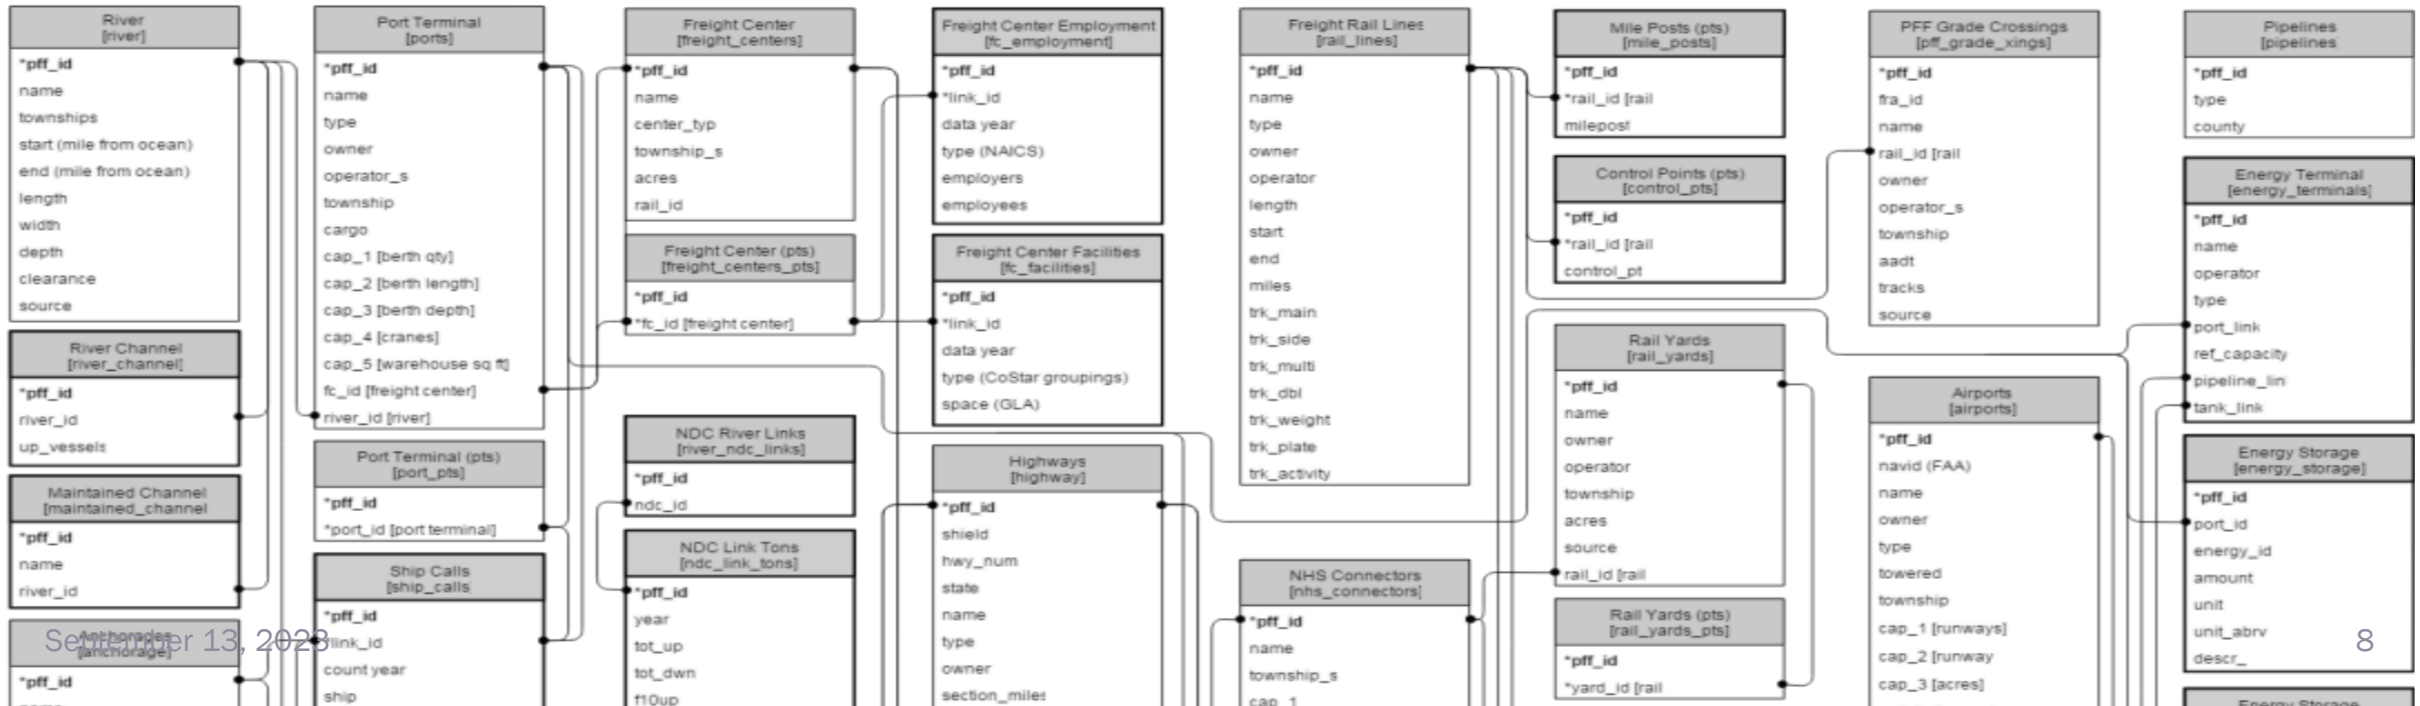 River
[river]
*pff_id
name
townships
start (mile from ocean)
end (mile from ocean)
length
width
depth
clearance
source
River Channel
[river_channel]
*pff_id
river_id
up_vessels
Maintained Channel
[maintained_channel
*pff_id
name
river_id
Anchorages
[anchorage]
*pff_id
September 13, 2023
Port Terminal
[ports]
*pff_id
name
type
owner
operator_s
township
cargo
cap_1 [berth qty]
cap_2 [berth length]
cap_3 [berth depth]
cap_4 [cranes]
cap_5 [warehouse sq ft]
fc_id [freight center]
river_id [river]
Port Terminal (pts)
[port_pts]
*pff_id
*port_id [port terminal]
Ship Calls
[ship_calls
*pff_id
*link_id
count year
ship
Freight Center
[freight_centers]
*pff_id
name
center_typ
township_s
acres
rail_id
Freight Center (pts)
[freight_centers_pts]
*pff_id
*fc_id [freight center]
NDC River Links
[river_ndc_links]
*pff_id
ndc_id
NDC Link Tons
[ndc_link_tons]
*pff_id
year
tot_up
tot_dwn
f10up
Freight Center Employment
[fc_employment]
*pff_id
*link_id
data year
type (NAICS)
employers
employees
Freight Center Facilities
[fc_facilities]
*pff_id
*link_id
data year
type (CoStar groupings)
space (GLA)
Highways
[highway]
*pff_id
shield
hwy_num
state
name
type
owner
section_miles
Freight Rail Lines
[rail_lines]
*pff_id
name
type
owner
operator
length
start
end
miles
trk_main
trk_side
trk_multi
trk_dbl
trk_weight
trk_plate
trk_activity
NHS Connectors
[nhs_connectors]
*pff_id
name
township_s
cap_1
Mile Posts (pts)
[mile_posts]
*pff_id
*rail_id [rail
milepost
Control Points (pts)
[control_pts]
*pff_id
*rail_id [rail
control_pt
Rail Yards
[rail_yards]
*pff_id
name
owner
operator
township
acres
source
rail_id [rail
Rail Yards (pts)
[rail_yards_pts]
*pff_id
*yard_id [rail
PFF Grade Crossings
[pff_grade_xings]
*pff_id
fra_id
name
rail_id [rail
owner
operator_s
township
aadt
tracks
source
Airports
[airports]
*pff_id
navid (FAA)
name
owner
type
towered
township
cap_1 [runways]
cap_2 [runway
cap_3 [acres]
Pipelines
[pipelines
*pff_id
type
county
Energy Terminal
[energy_terminals]
*pff_id
name
operator
type
port_link
ref_capacity
pipeline_lin
tank_link
Energy Storage
[energy_storage]
*pff_id
port_id
energy_id
amount
unit
unit_abrv
descr_
Energy Storage
8